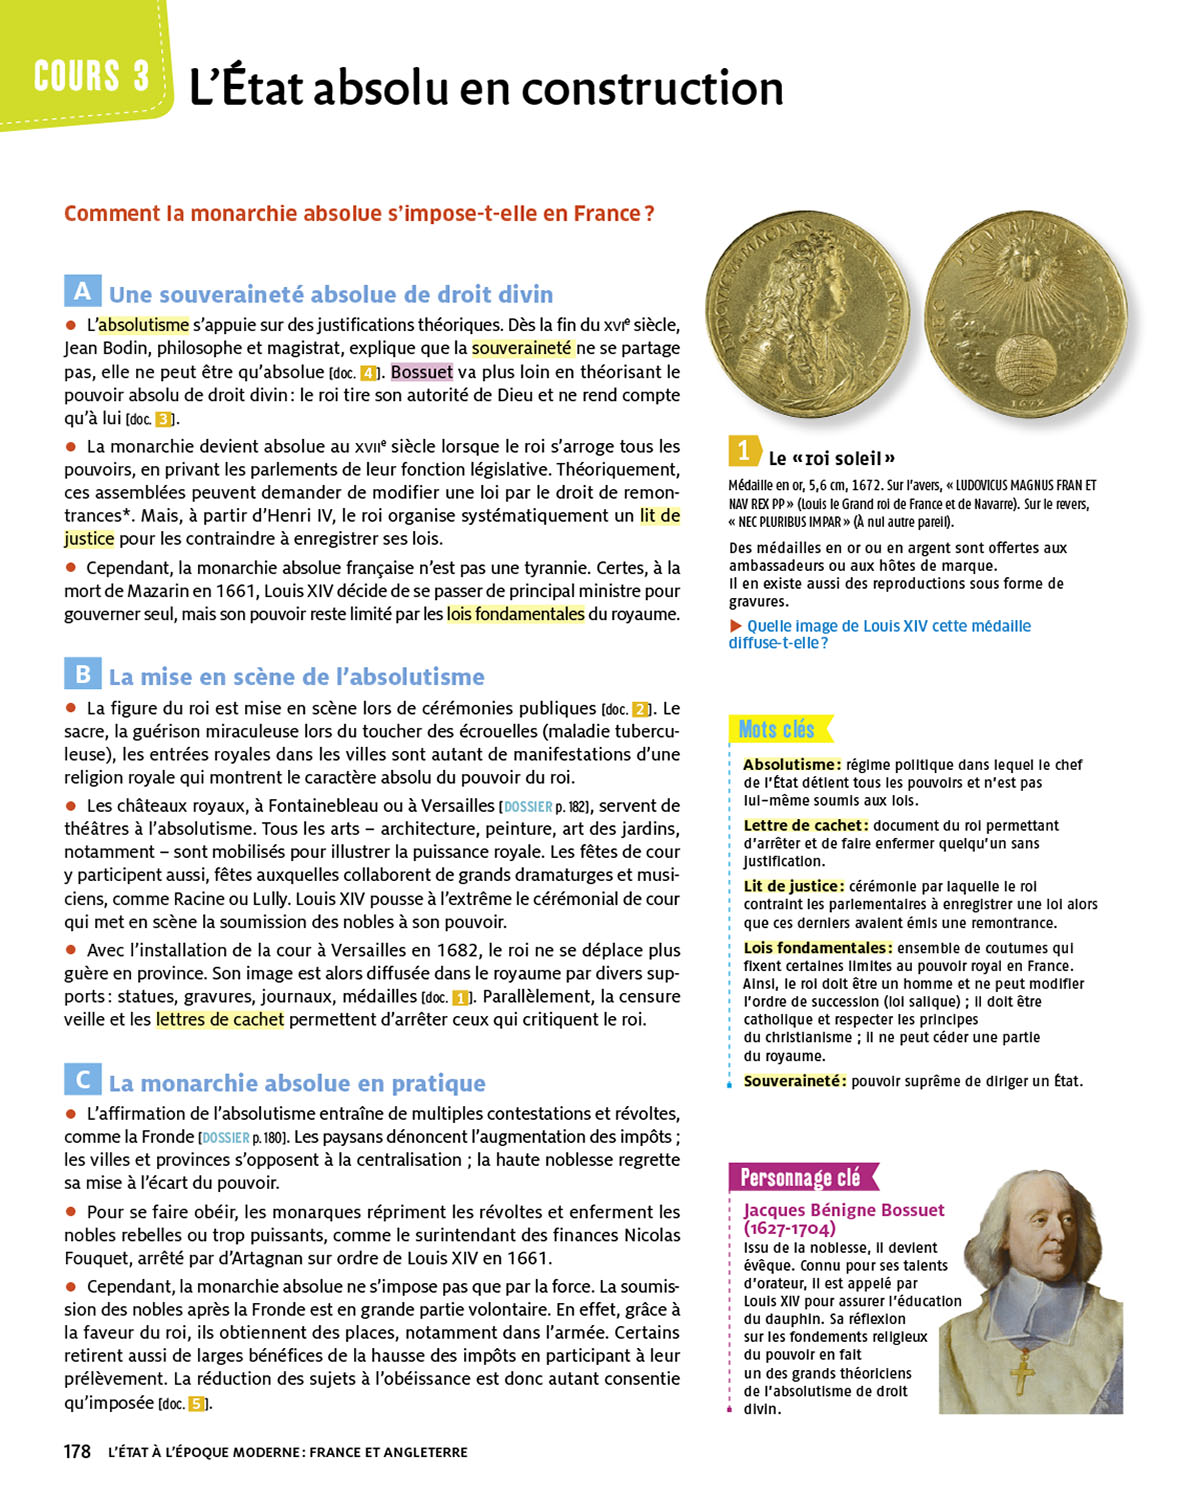 COURS 3
L’État absolu en construction
Comment la monarchie absolue s’impose-t-elle en France ?
A Une souveraineté absolue de droit divin
• L’absolutisme s’appuie sur des justifications théoriques. Dès la fin du XVIe siècle,
Jean Bodin, philosophe et magistrat, explique que la souveraineté ne se partage
pas, elle ne peut être qu’absolue [doc. 4]. Bossuet va plus loin en théorisant le
pouvoir absolu de droit divin : le roi tire son autorité de Dieu et ne rend compte
qu’à lui [doc. 3].
• La monarchie devient absolue au XVIIe siècle lorsque le roi s’arroge tous les
pouvoirs, en privant les parlements de leur fonction législative. Théoriquement,
ces assemblées peuvent demander de modifier une loi par le droit de remon-
trances*. Mais, à partir d’Henri IV, le roi organise systématiquement un lit de
justice pour les contraindre à enregistrer ses lois.
• Cependant, la monarchie absolue française n’est pas une tyrannie. Certes, à la
mort de Mazarin en 1661, Louis XIV décide de se passer de principal ministre pour
gouverner seul, mais son pouvoir reste limité par les lois fondamentales du royaume.
B La mise en scène de l’absolutisme
• La figure du roi est mise en scène lors de cérémonies publiques [doc. 2]. Le
sacre, la guérison miraculeuse lors du toucher des écrouelles (maladie tubercu-
leuse), les entrées royales dans les villes sont autant de manifestations d’une
religion royale qui montrent le caractère absolu du pouvoir du roi.
• Les châteaux royaux, à Fontainebleau ou à Versailles [DOSSIER p. 182], servent de
théâtres à l’absolutisme. Tous les arts – architecture, peinture, art des jardins,
notamment – sont mobilisés pour illustrer la puissance royale. Les fêtes de cour
y participent aussi, fêtes auxquelles collaborent de grands dramaturges et musi-
ciens, comme Racine ou Lully. Louis XIV pousse à l’extrême le cérémonial de cour
qui met en scène la soumission des nobles à son pouvoir.
• Avec l’installation de la cour à Versailles en 1682, le roi ne se déplace plus
guère en province. Son image est alors diffusée dans le royaume par divers sup-
ports : statues, gravures, journaux, médailles [doc. 1]. Parallèlement, la censure
veille et les lettres de cachet permettent d’arrêter ceux qui critiquent le roi.
C La monarchie absolue en pratique
• L’affirmation de l’absolutisme entraîne de multiples contestations et révoltes,
comme la Fronde [DOSSIER p. 180]. Les paysans dénoncent l’augmentation des impôts ;
les villes et provinces s’opposent à la centralisation ; la haute noblesse regrette
sa mise à l’écart du pouvoir.
• Pour se faire obéir, les monarques répriment les révoltes et enferment les
nobles rebelles ou trop puissants, comme le surintendant des finances Nicolas
Fouquet, arrêté par d’Artagnan sur ordre de Louis XIV en 1661.
• Cependant, la monarchie absolue ne s’impose pas que par la force. La soumis-
sion des nobles après la Fronde est en grande partie volontaire. En effet, grâce à
la faveur du roi, ils obtiennent des places, notamment dans l’armée. Certains
retirent aussi de larges bénéfices de la hausse des impôts en participant à leur
prélèvement. La réduction des sujets à l’obéissance est donc autant consentie
qu’imposée [doc. 5].
LUDOVICUS MAGNUS
NEC PLURIBUS
1672
1 Le « roi soleil »
Médaille en or, 5,6 cm, 1672. Sur l’avers, « LUDOVICUS MAGNUS FRAN ET
NAV REX PP » (Louis le Grand roi de France et de Navarre). Sur le revers,
« NEC PLURIBUS IMPAR » (À nul autre pareil).
Des médailles en or ou en argent sont offertes aux
ambassadeurs ou aux hôtes de marque.
Il en existe aussi des reproductions sous forme de
gravures.
▶ Quelle image de Louis XIV cette médaille
diffuse-t-elle ?
Mots clés
Absolutisme : régime politique dans lequel le chef
de l’État détient tous les pouvoirs et n’est pas
lui-même soumis aux lois.
Lettre de cachet : document du roi permettant
d’arrêter et de faire enfermer quelqu’un sans
justification.
Lit de justice : cérémonie par laquelle le roi
contraint les parlementaires à enregistrer une loi alors
que ces derniers avaient émis une remontrance.
Lois fondamentales : ensemble de coutumes qui
fixent certaines limites au pouvoir royal en France.
Ainsi, le roi doit être un homme et ne peut modifier
l’ordre de succession (loi salique) ; il doit être
catholique et respecter les principes
du christianisme ; il ne peut céder une partie
du royaume.
Souveraineté : pouvoir suprême de diriger un État.
Personnage clé
Jacques Bénigne Bossuet
(1627-1704)
Issu de la noblesse, il devient
évêque. Connu pour ses talents
d’orateur, il est appelé par
Louis XIV pour assurer l’éducation
du dauphin. Sa réflexion
sur les fondements religieux
du pouvoir en fait
un des grands théoriciens
de l’absolutisme de droit
divin.
178 L’ÉTAT À L’ÉPOQUE MODERNE : FRANCE ET ANGLETERRE